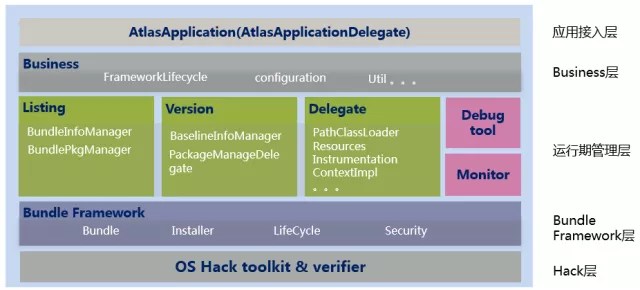 AtlasApplication(AtlasApplicationDelegate)
应用接入层
Business
FrameworkLifecycle configuration Util 。。。
Business层
Listing
BundleInfoManager
BundlePkgManager
Version
BaselineInfoManager
PackageManageDele
gate
Delegate
PathClassLoader
Resources
Instrumentation
ContextImpl
。。。
Debug
tool
Monitor
运行期管理层
Bundle Framework
Bundle Installer LifeCycle Security
Bundle
Framework层
OS Hack toolkit & verifier
Hack层